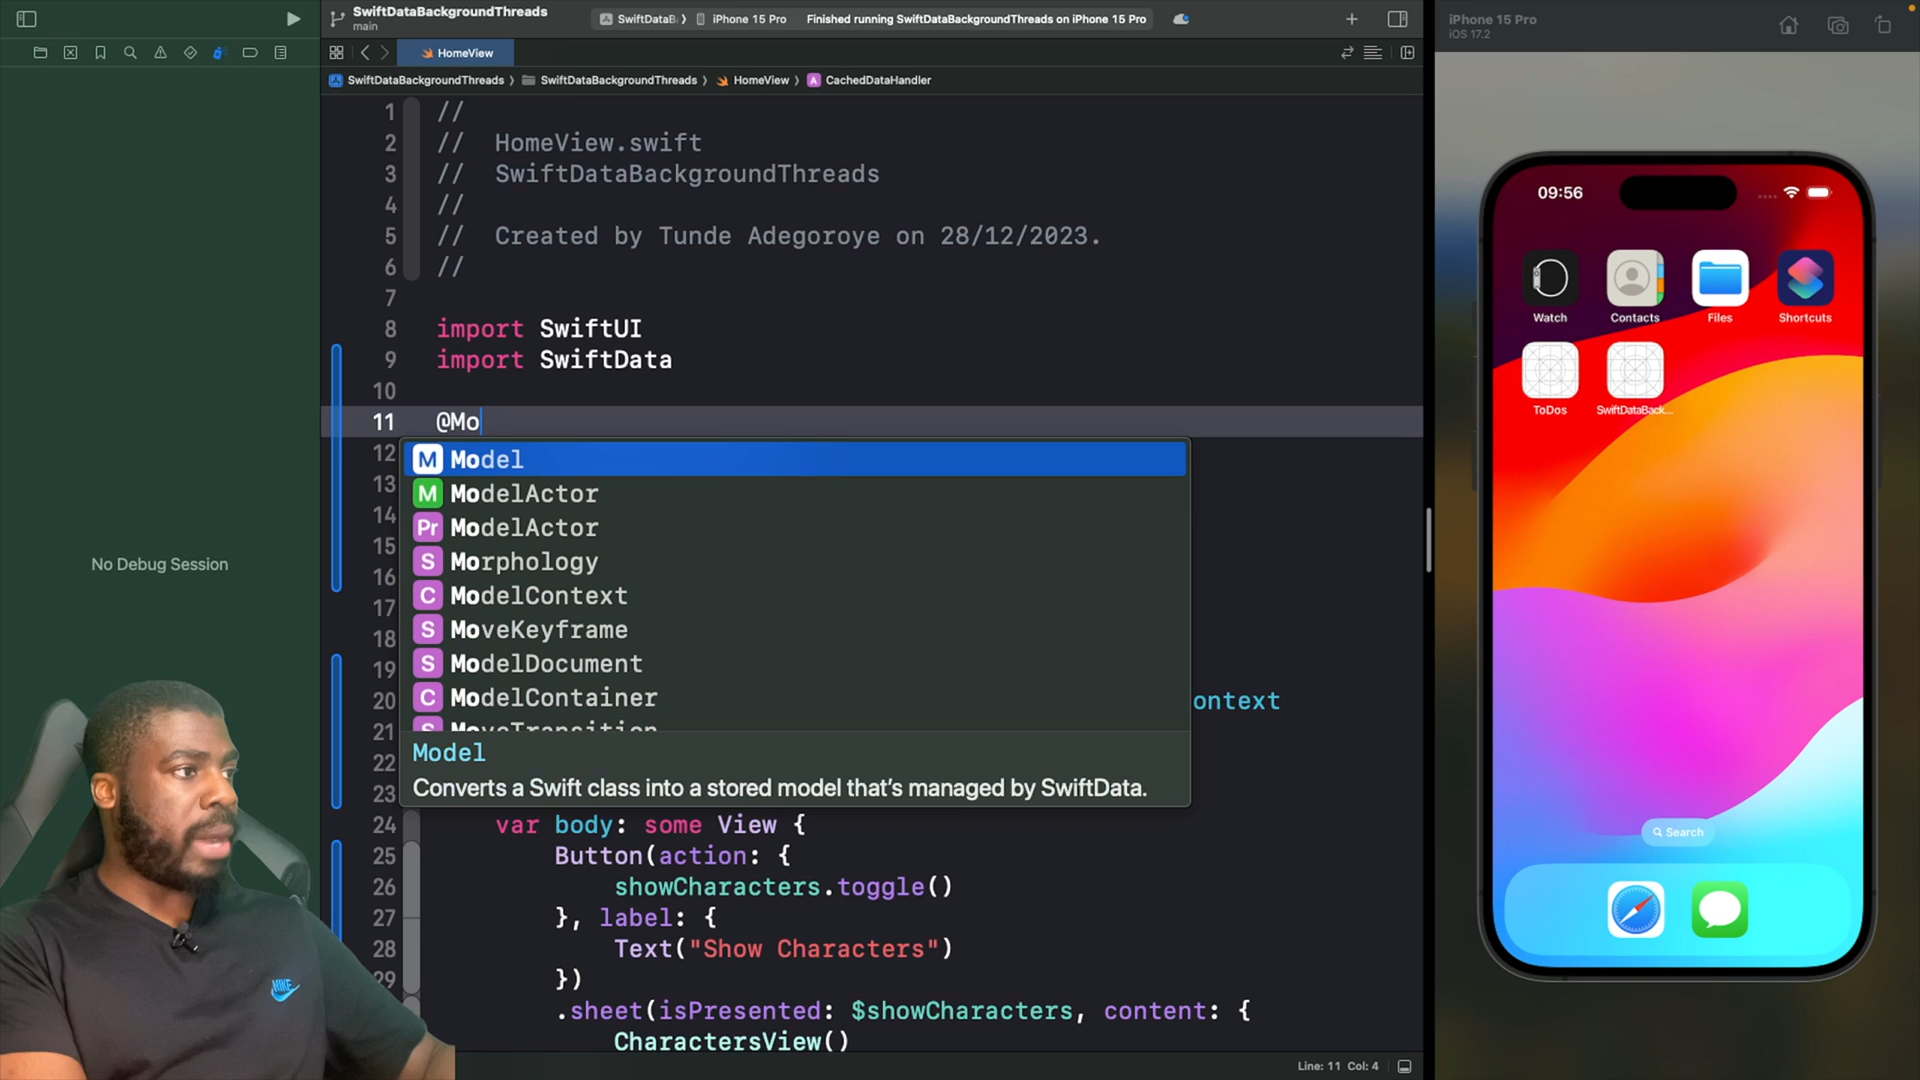 SwiftDataBackgroundThreads
main
SwiftDataB
iPhone 15 Pro
Finished running SwiftDataBackgroundThreads on iPhone 15 Pro
HomeView
SwiftDataBackgroundThreads
SwiftDataBackgroundThreads
HomeView
CachedDataHandler
1 //
2 // HomeView.swift
3 // SwiftDataBackgroundThreads
4 //
5 // Created by Tunde Adegoroye on 28/12/2023.
6 //
7
8 import SwiftUI
9 import SwiftData
10
11 @Mo
12
13
14
15
16
17
18
19
20 ontext
21
22
23
M Model
M ModelActor
Pr ModelActor
S Morphology
C ModelContext
S MoveKeyframe
S ModelDocument
C ModelContainer
S MoveTransition
Model
Converts a Swift class into a stored model that's managed by SwiftData.
24 var body: some View {
25 Button(action: {
26 showCharacters.toggle()
27 }, label: {
28 Text("Show Characters")
29 })
.sheet(isPresented: $showCharacters, content: {
CharactersView()
Line: 11 Col: 4
No Debug Session
NIKE
iPhone 15 Pro
iOS 17.2
09:56
Watch
Contacts
Files
Shortcuts
ToDos
SwiftDataBack...
Search